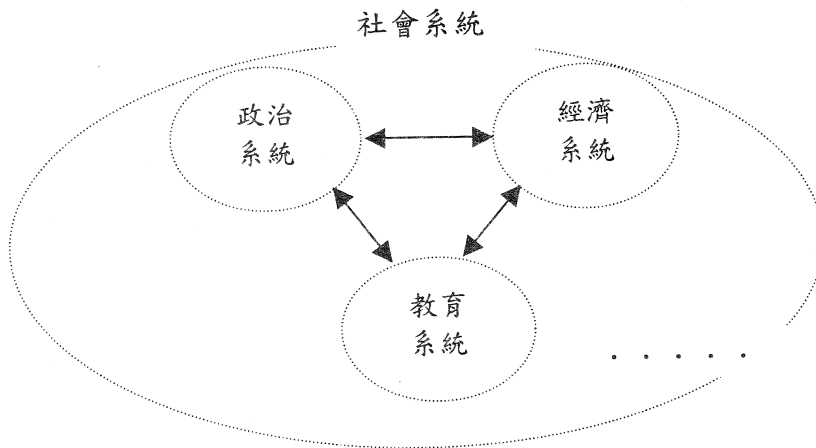 社會系統
政治
系統
經濟
系統
教育
系統
. . . . .